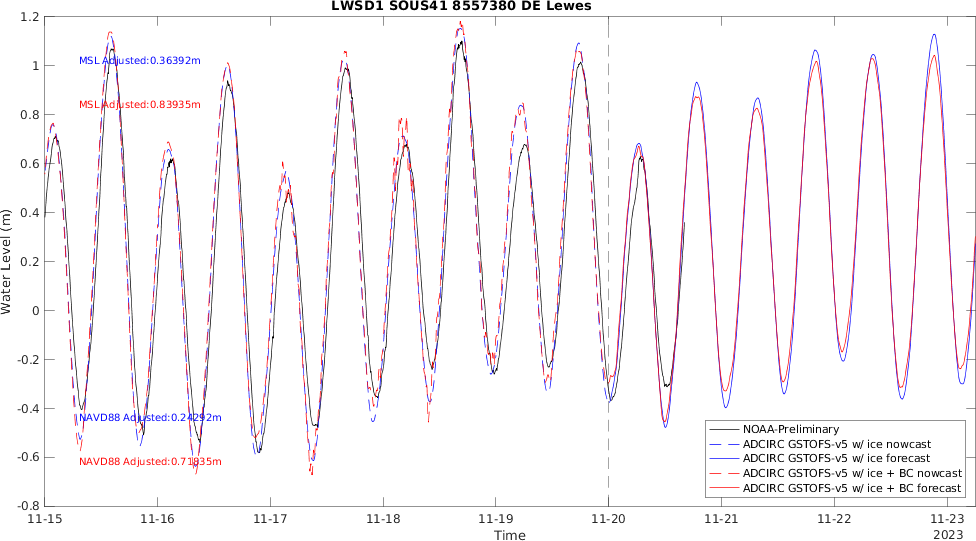 LWSD1 SOUS41 8557380 DE Lewes
1.2
1
0.8
0.6
0.4
0.2
0
-0.2
-0.4
-0.6
-0.8
Water Level (m)
MSL Adjusted:0.36392m
MSL Adjusted:0.83935m
NAVD88 Adjusted:0.24292m
NAVD88 Adjusted:0.71835m
NOAA-Preliminary
ADCIRC GSTOFS-v5 w/ ice nowcast
ADCIRC GSTOFS-v5 w/ ice forecast
ADCIRC GSTOFS-v5 w/ ice + BC nowcast
ADCIRC GSTOFS-v5 w/ ice + BC forecast
11-15 11-16 11-17 11-18 11-19 11-20 11-21 11-22 11-23
Time 2023